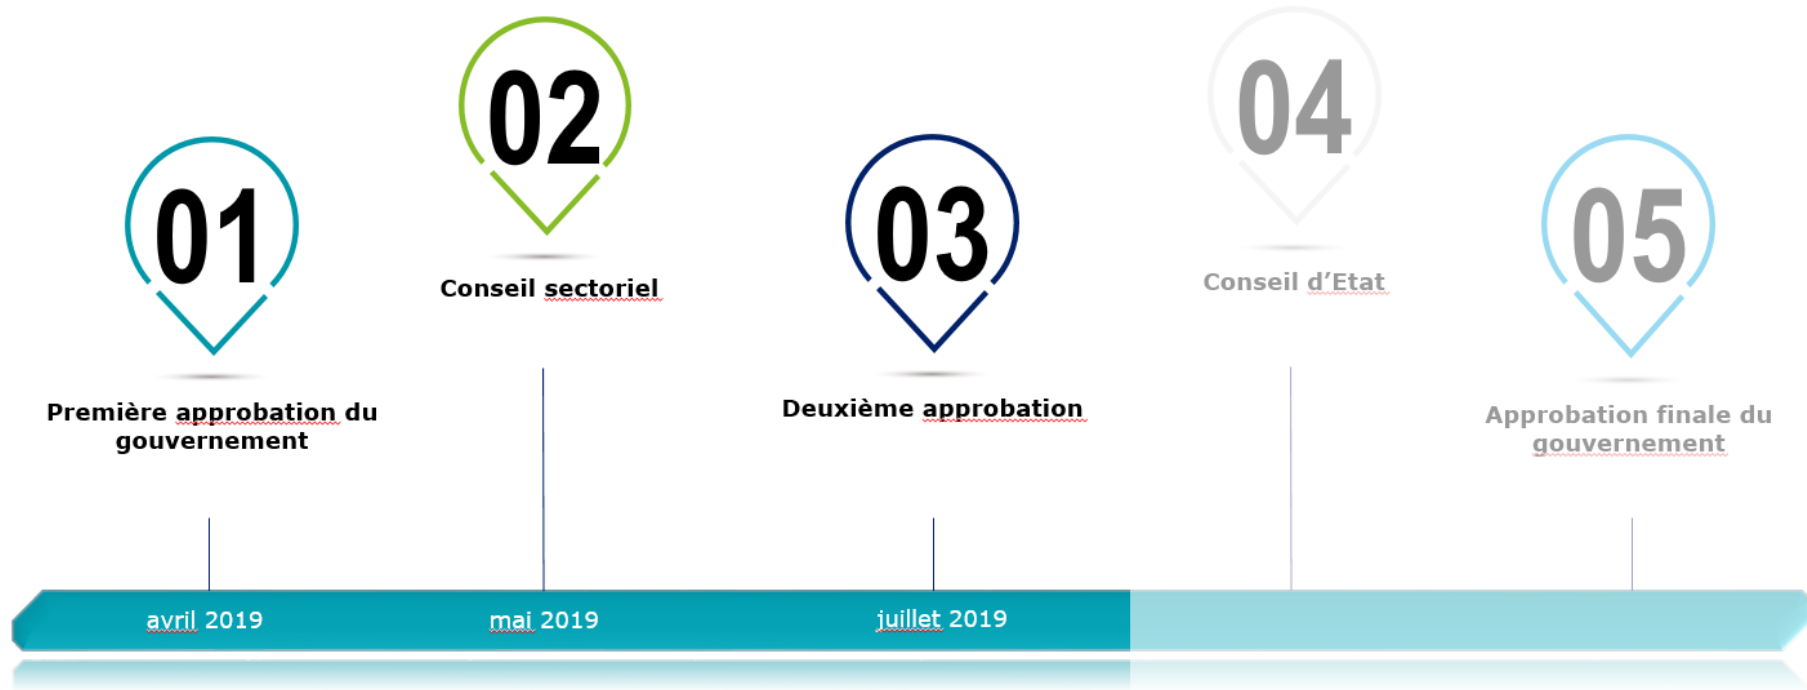 01
Première approbation du
gouvernement
avril 2019
02
Conseil sectoriel
mai 2019
03
Deuxième approbation
juillet 2019
04
Conseil d’Etat
05
Approbation finale du
gouvernement